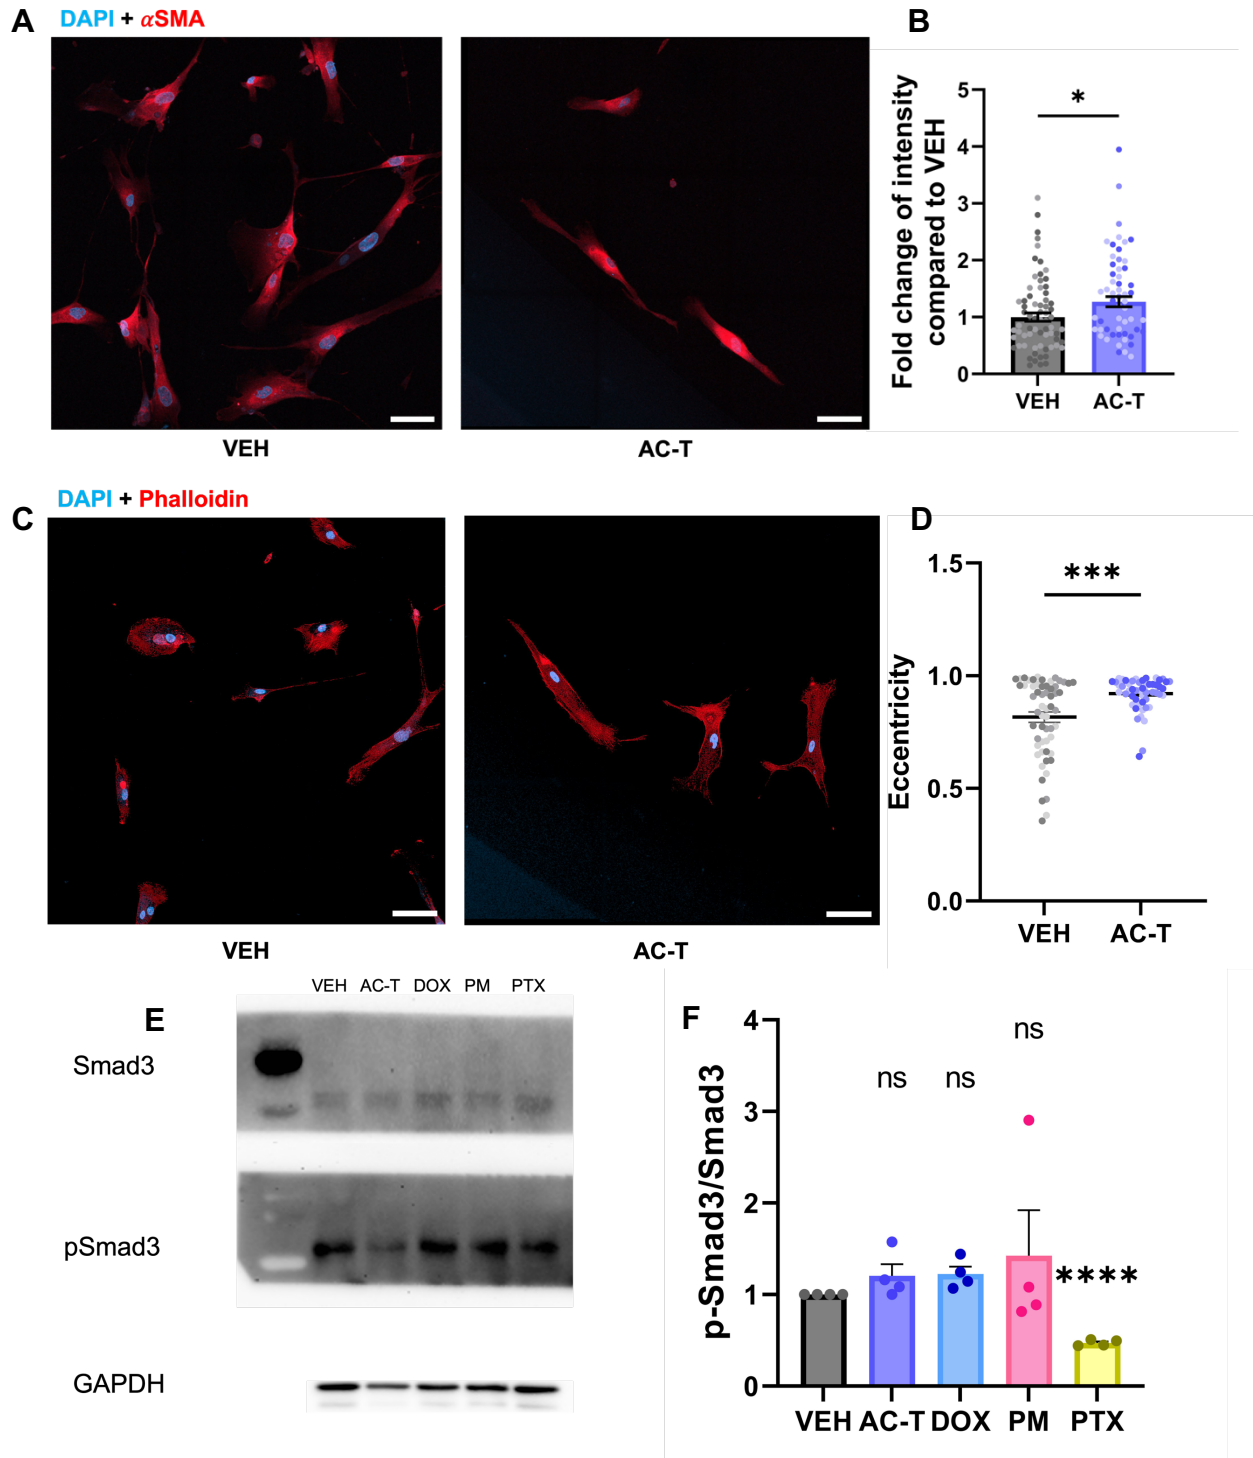 A
DAPI + αSMA
VEH
AC-T
B
Fold change of intensity
compared to VEH
5
4
3
2
1
0
*
VEH
AC-T
C
DAPI + Phalloidin
VEH
AC-T
D
Eccentricity
1.5
1.0
0.5
0.0
***
VEH
AC-T
E
VEH AC-T DOX PM PTX
Smad3
pSmad3
GAPDH
F
p-Smad3/Smad3
4
3
2
1
0
ns
ns
ns
****
VEH AC-T DOX PM PTX